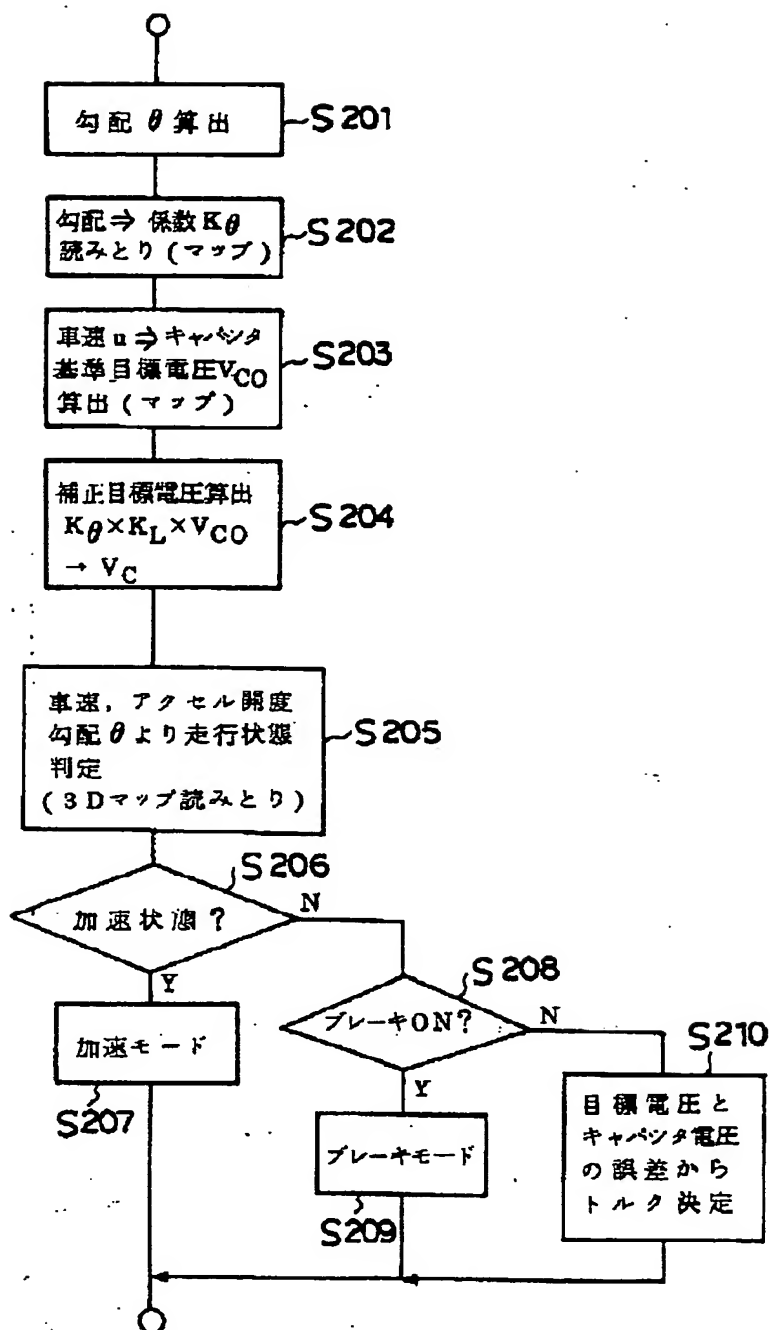 勾配θ算出
S201
勾配⇒係数Kθ
読みとり(マップ)
S202
車速u⇒キャパシタ
基準目標電圧VCO
算出(マップ)
S203
補正目標電圧算出
Kθ×KL×VCO
→VC
S204
車速,アクセル開度
勾配θより走行状態
判定
(3Dマップ読みとり)
S205
S206
加速状態?
N
Y
加速モード
S207
S208
ブレーキON?
N
Y
ブレーキモード
S209
S210
目標電圧と
キャパシタ電圧
の誤差から
トルク決定